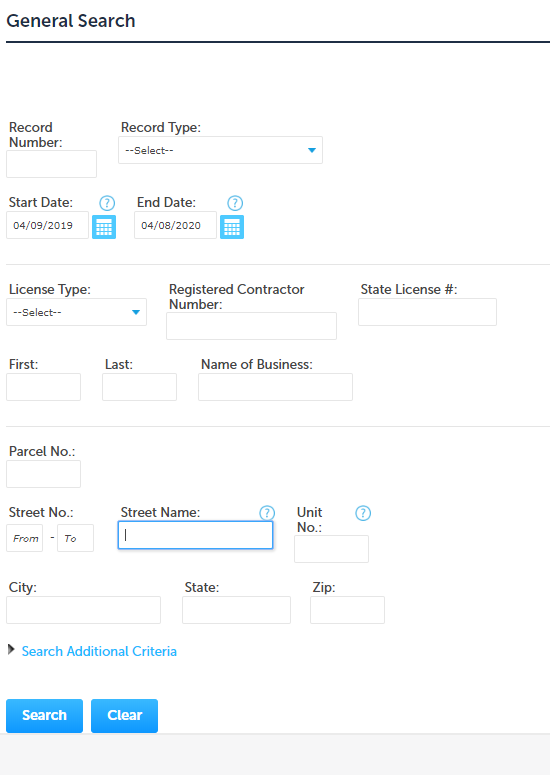 General Search
Record Number:
Record Type:
--Select--
Start Date: ?
End Date: ?
04/09/2019
04/08/2020
License Type:
Registered Contractor Number:
State License #:
--Select--
First:
Last:
Name of Business:
Parcel No.:
Street No.:
Street Name: ?
Unit No.: ?
From - To
City:
State:
Zip:
Search Additional Criteria
Search
Clear